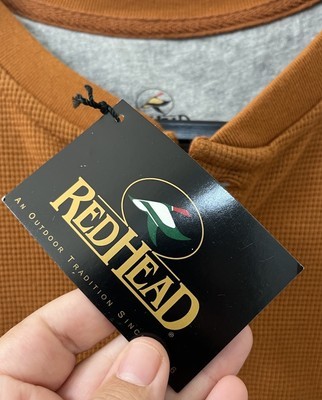 REDHEAD®
AN OUTDOOR TRADITION SINCE